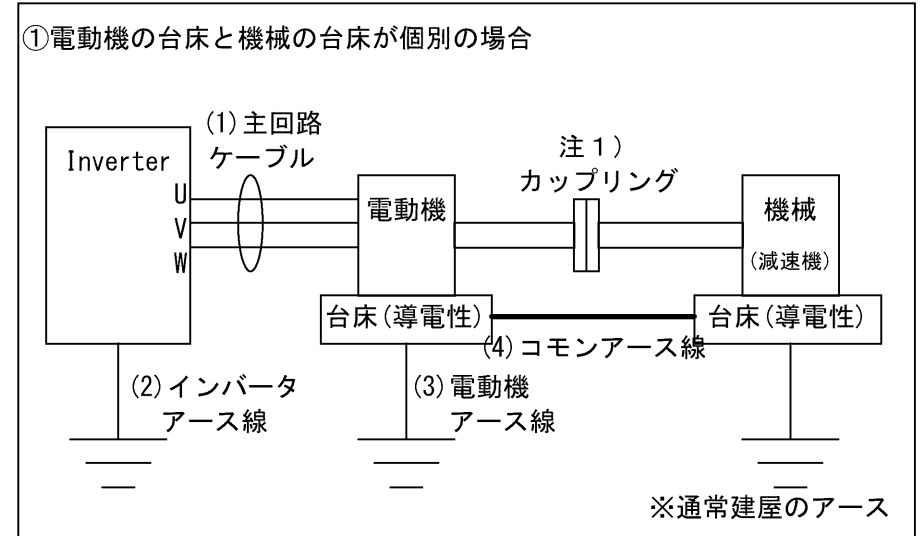 ①電動機の台床と機械の台床が個別の場合
(1)主回路
ケーブル
Inverter
U
V
W
電動機
注１)
カップリング
機械
(減速機)
台床(導電性)
台床(導電性)
(4)コモンアース線
(2)インバータ
アース線
(3)電動機
アース線
※通常建屋のアース